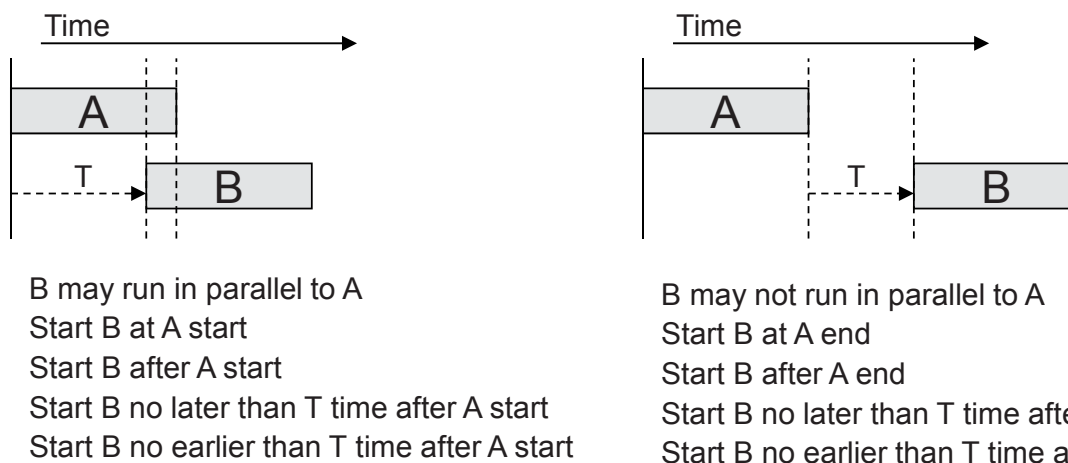 Time
A
T
B
B may run in parallel to A
Start B at A start
Start B after A start
Start B no later than T time after A start
Start B no earlier than T time after A start
Time
A
T
B
B may not run in parallel to A
Start B at A end
Start B after A end
Start B no later than T time
Start B no earlier than T time